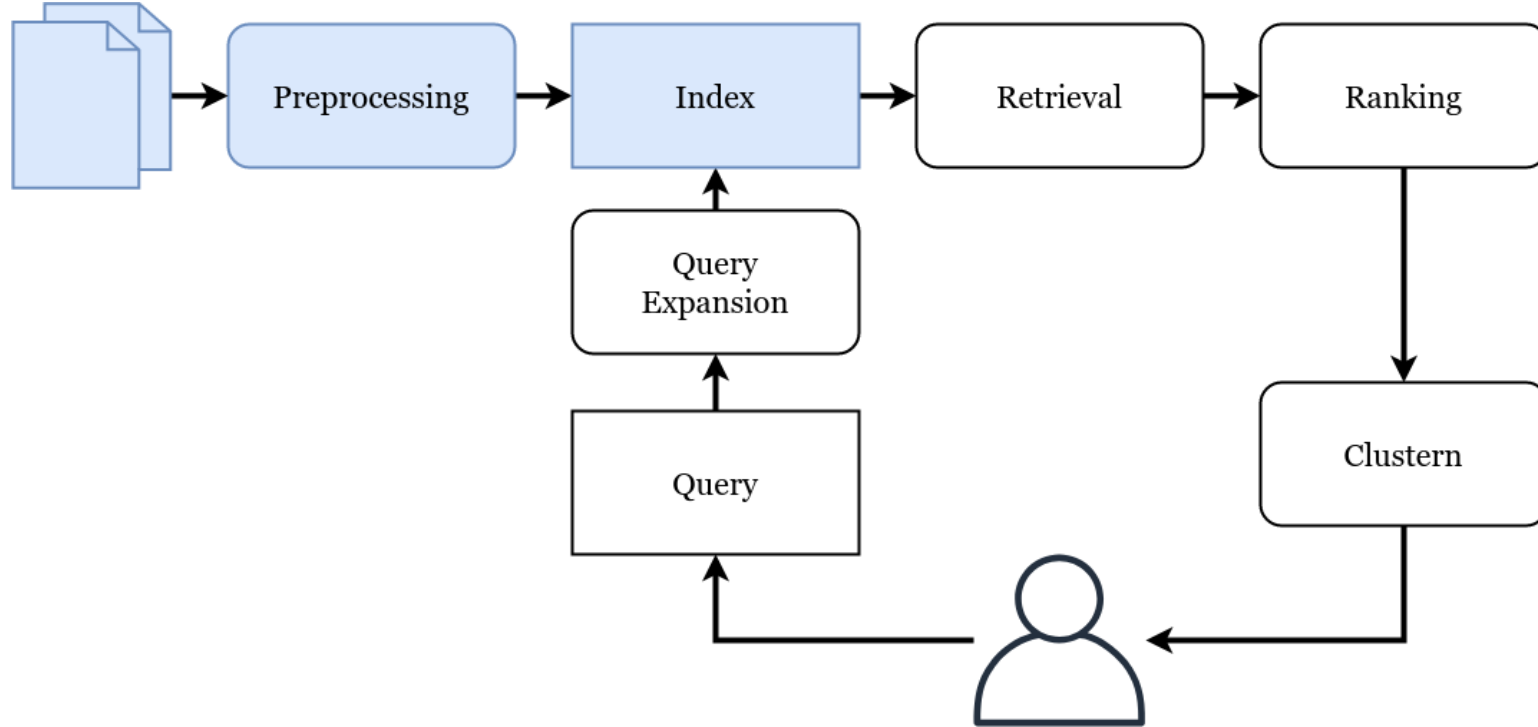 Preprocessing
Index
Retrieval
Ranking
Query
Expansion
Query
Clustern